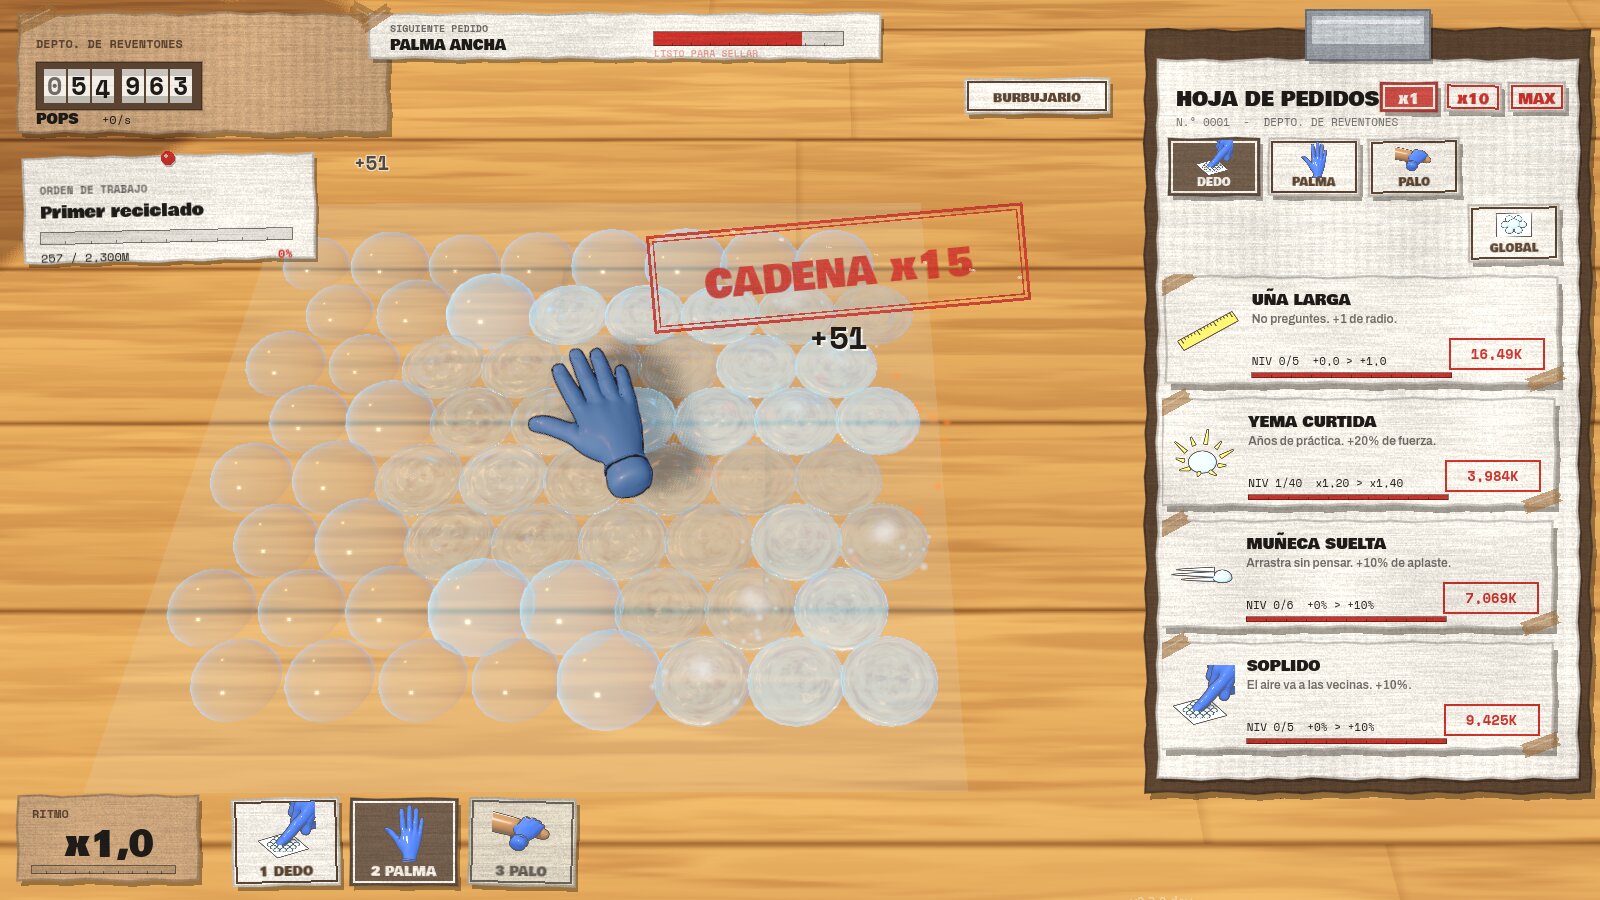 DEPTO. DE REVENTONES
054 963
POPS +0/s
SIGUIENTE PEDIDO
PALMA ANCHA
LISTO PARA SELLAR
BURBUJARIO
+51
ORDEN DE TRABAJO
Primer reciclado
0%
257 / 2,300M
CADENA x15
+51
HOJA DE PEDIDOS
x1
x10
MAX
N.° 0001 - DEPTO. DE REVENTONES
DEDO
PALMA
PALO
GLOBAL
UÑA LARGA
No preguntes. +1 de radio.
NIV 0/5 +0,0 > +1,0
16,49K
YEMA CURTIDA
Años de práctica. +20% de fuerza.
NIV 1/40 x1,20 > x1,40
3,984K
MUÑECA SUELTA
Arrastra sin pensar. +10% de aplaste.
NIV 0/6 +0% > +10%
7,069K
SOPLIDO
El aire va a las vecinas. +10%.
NIV 0/5 +0% > +10%
9,425K
RITMO
x1,0
1 DEDO
2 PALMA
3 PALO